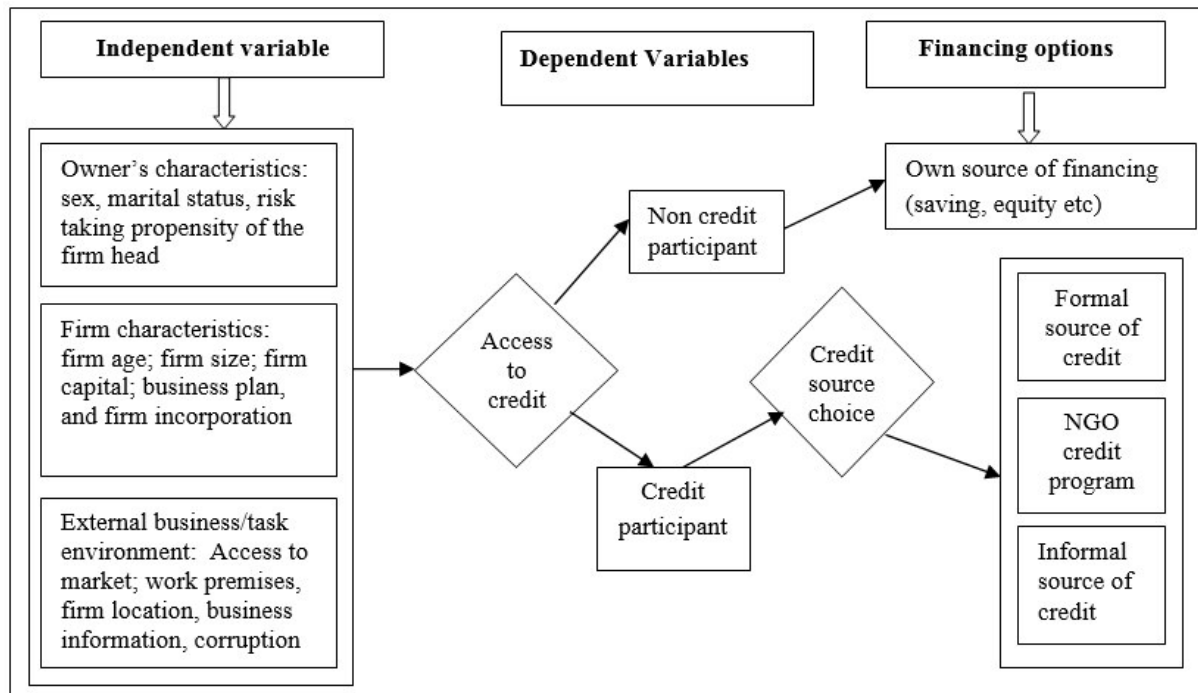 Independent variable
Dependent Variables
Financing options
Owner’s characteristics:
sex, marital status, risk
taking propensity of the
firm head
Firm characteristics:
firm age; firm size; firm
capital; business plan,
and firm incorporation
External business/task
environment:  Access to
market; work premises,
firm location, business
information, corruption
Access
to
credit
Non credit
participant
Credit
participant
Credit
source
choice
Own source of financing
(saving, equity etc)
Formal
source of
credit
NGO
credit
program
Informal
source of
credit